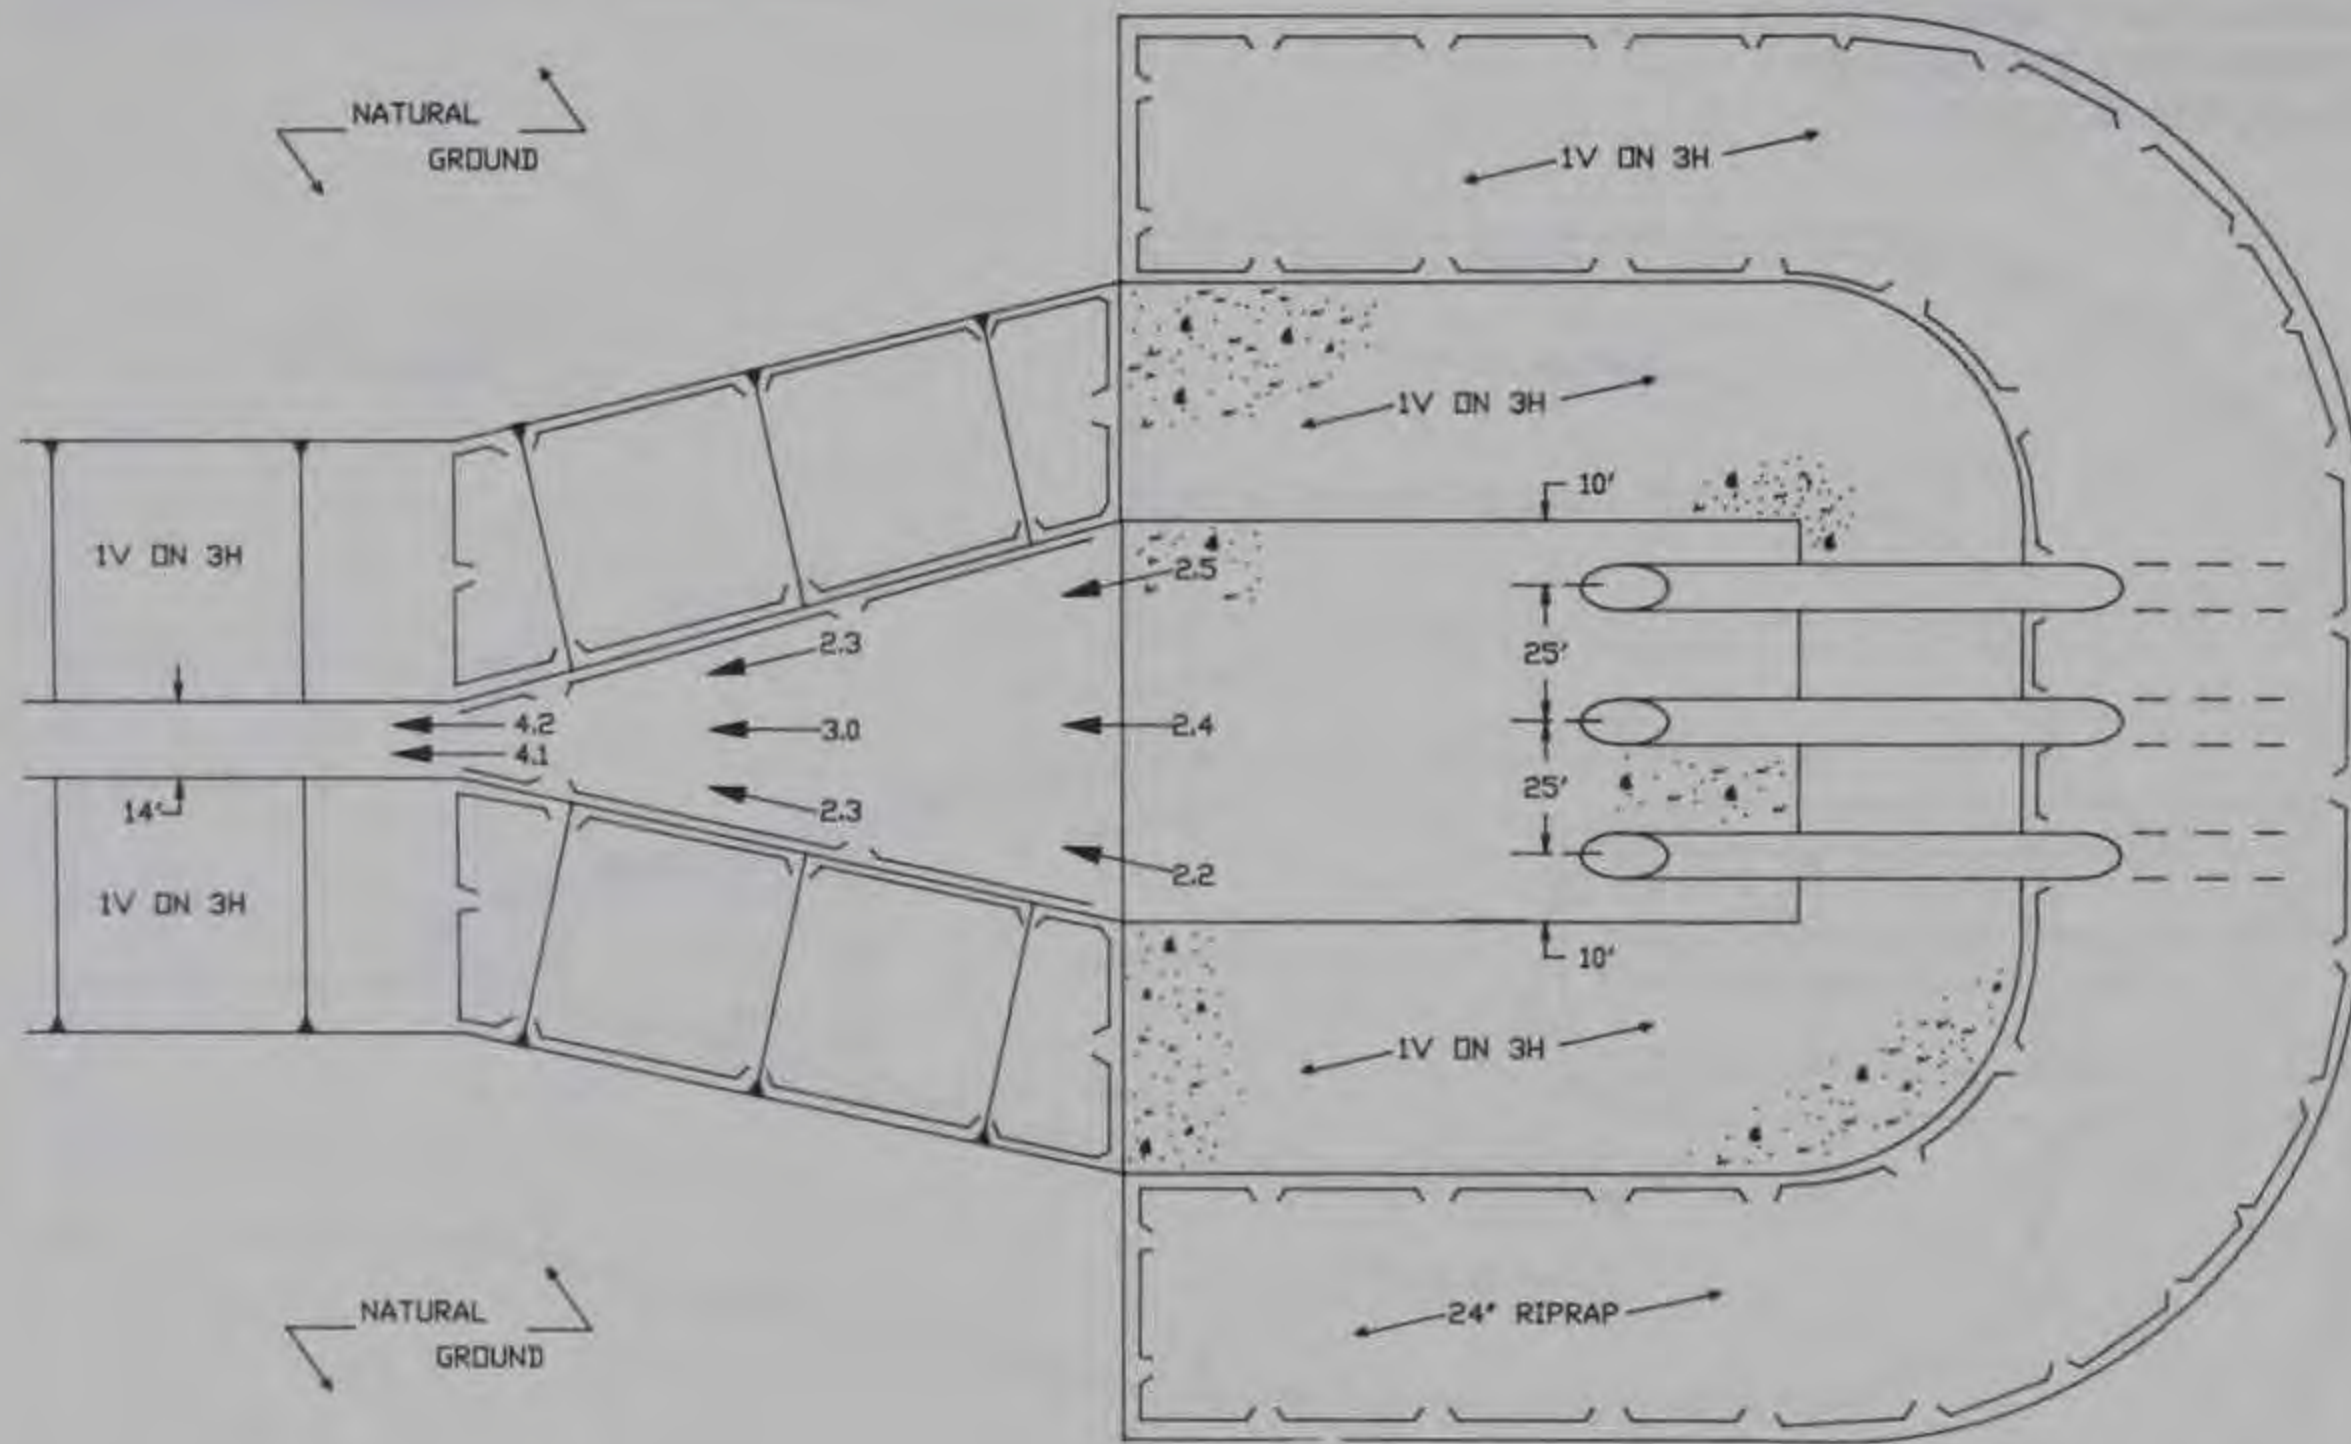 NATURAL
GROUND
1V ON 3H
1V ON 3H
10'
1V ON 3H
2.5
2.3
25'
4.2
3.0
2.4
4.1
25'
14'
2.3
2.2
1V ON 3H
10'
1V ON 3H
NATURAL
GROUND
24" RIPRAP